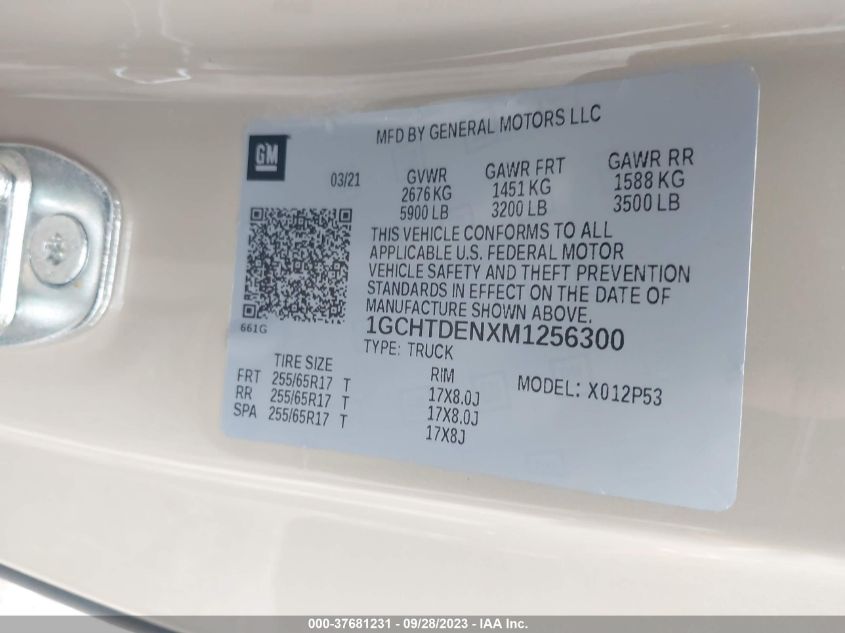 MFD BY GENERAL MOTORS LLC
GM
03/21
GVWR GAWR FRT GAWR RR
2676 KG 1451 KG 1588 KG
5900 LB 3200 LB 3500 LB
THIS VEHICLE CONFORMS TO ALL
APPLICABLE U.S. FEDERAL MOTOR
VEHICLE SAFETY AND THEFT PREVENTION
STANDARDS IN EFFECT ON THE DATE OF
MANUFACTURE SHOWN ABOVE.
661G
1GCHTDENXM1256300
TYPE: TRUCK
TIRE SIZE RIM MODEL: X012P53
FRT 255/65R17 T 17X8.0J
RR 255/65R17 T 17X8.0J
SPA 255/65R17 T 17X8J
000-37681231 - 09/28/2023 - IAA Inc.